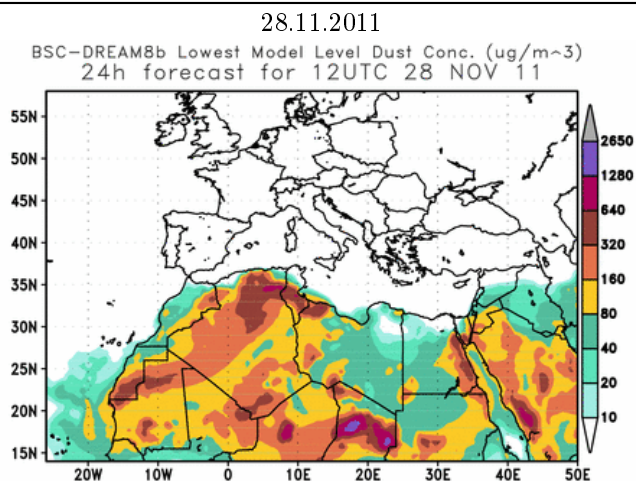 28.11.2011
BSC-DREAM8b Lowest Model Level Dust Conc. (ug/m^3)
24h forecast for 12UTC 28 NOV 11
55N
50N
45N
40N
35N
30N
25N
20N
15N
20W
10W
0
10E
20E
30E
40E
50E
2650
1280
640
320
160
80
40
20
10